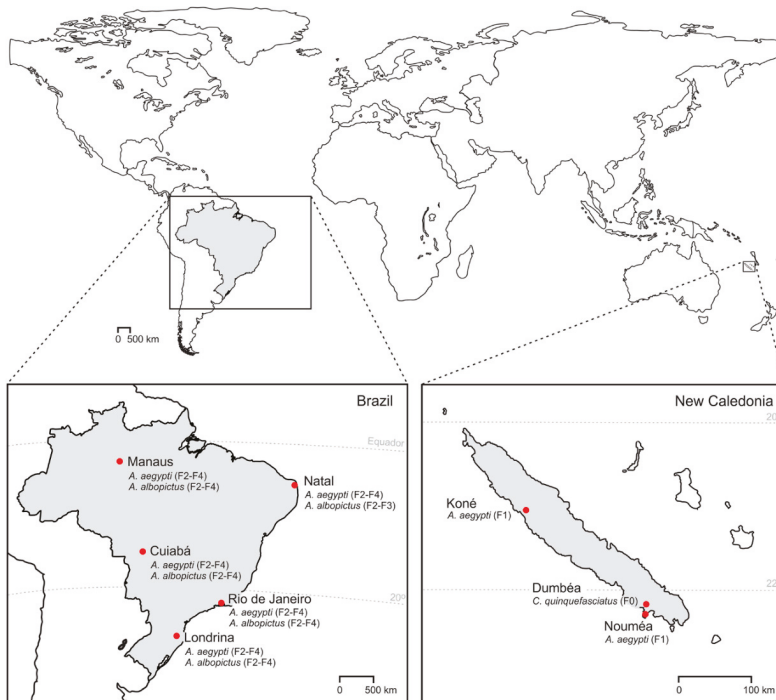 0 500 km
Brazil
Equador
Manaus
A. aegypti (F2-F4)
A. albopictus (F2-F4)
Natal
A. aegypti (F2-F4)
A. albopictus (F2-F3)
Cuiabá
A. aegypti (F2-F4)
A. albopictus (F2-F4)
20º
Rio de Janeiro
A. aegypti (F2-F4)
A. albopictus (F2-F4)
Londrina
A. aegypti (F2-F4)
A. albopictus (F2-F4)
0 500 km
New Caledonia
20
Koné
A. aegypti (F1)
22
Dumbéa
C. quinquefasciatus (F0)
Nouméa
A. aegypti (F1)
0 100 km